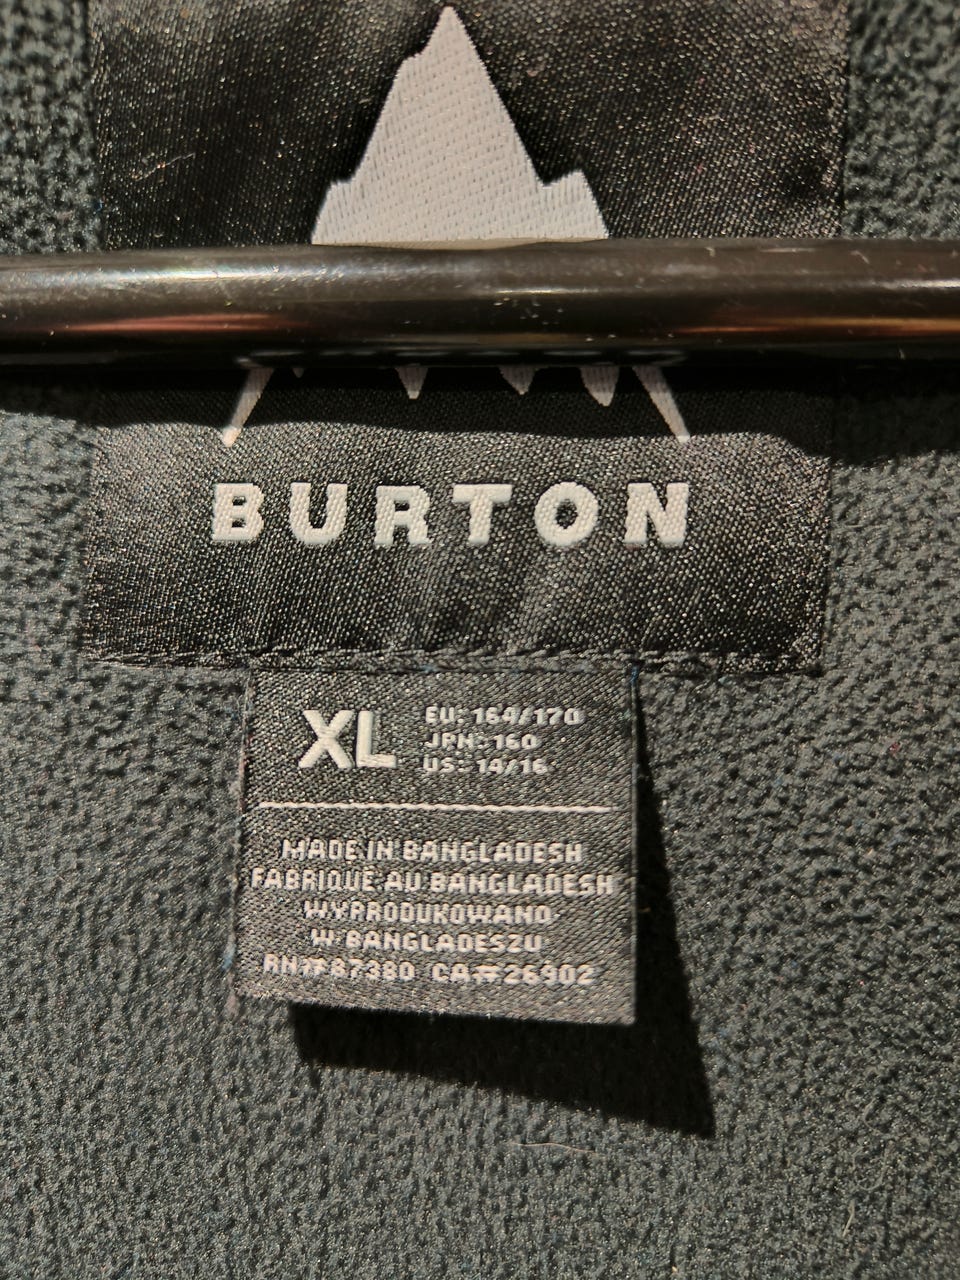 BURTON
XL
EU: 164/170
JPN: 160
US: 14/16
MADE IN BANGLADESH
FABRIQUÉ AU BANGLADESH
WYPRODUKOWANO
W BANGLADESZU
RN#87380 CA#26902